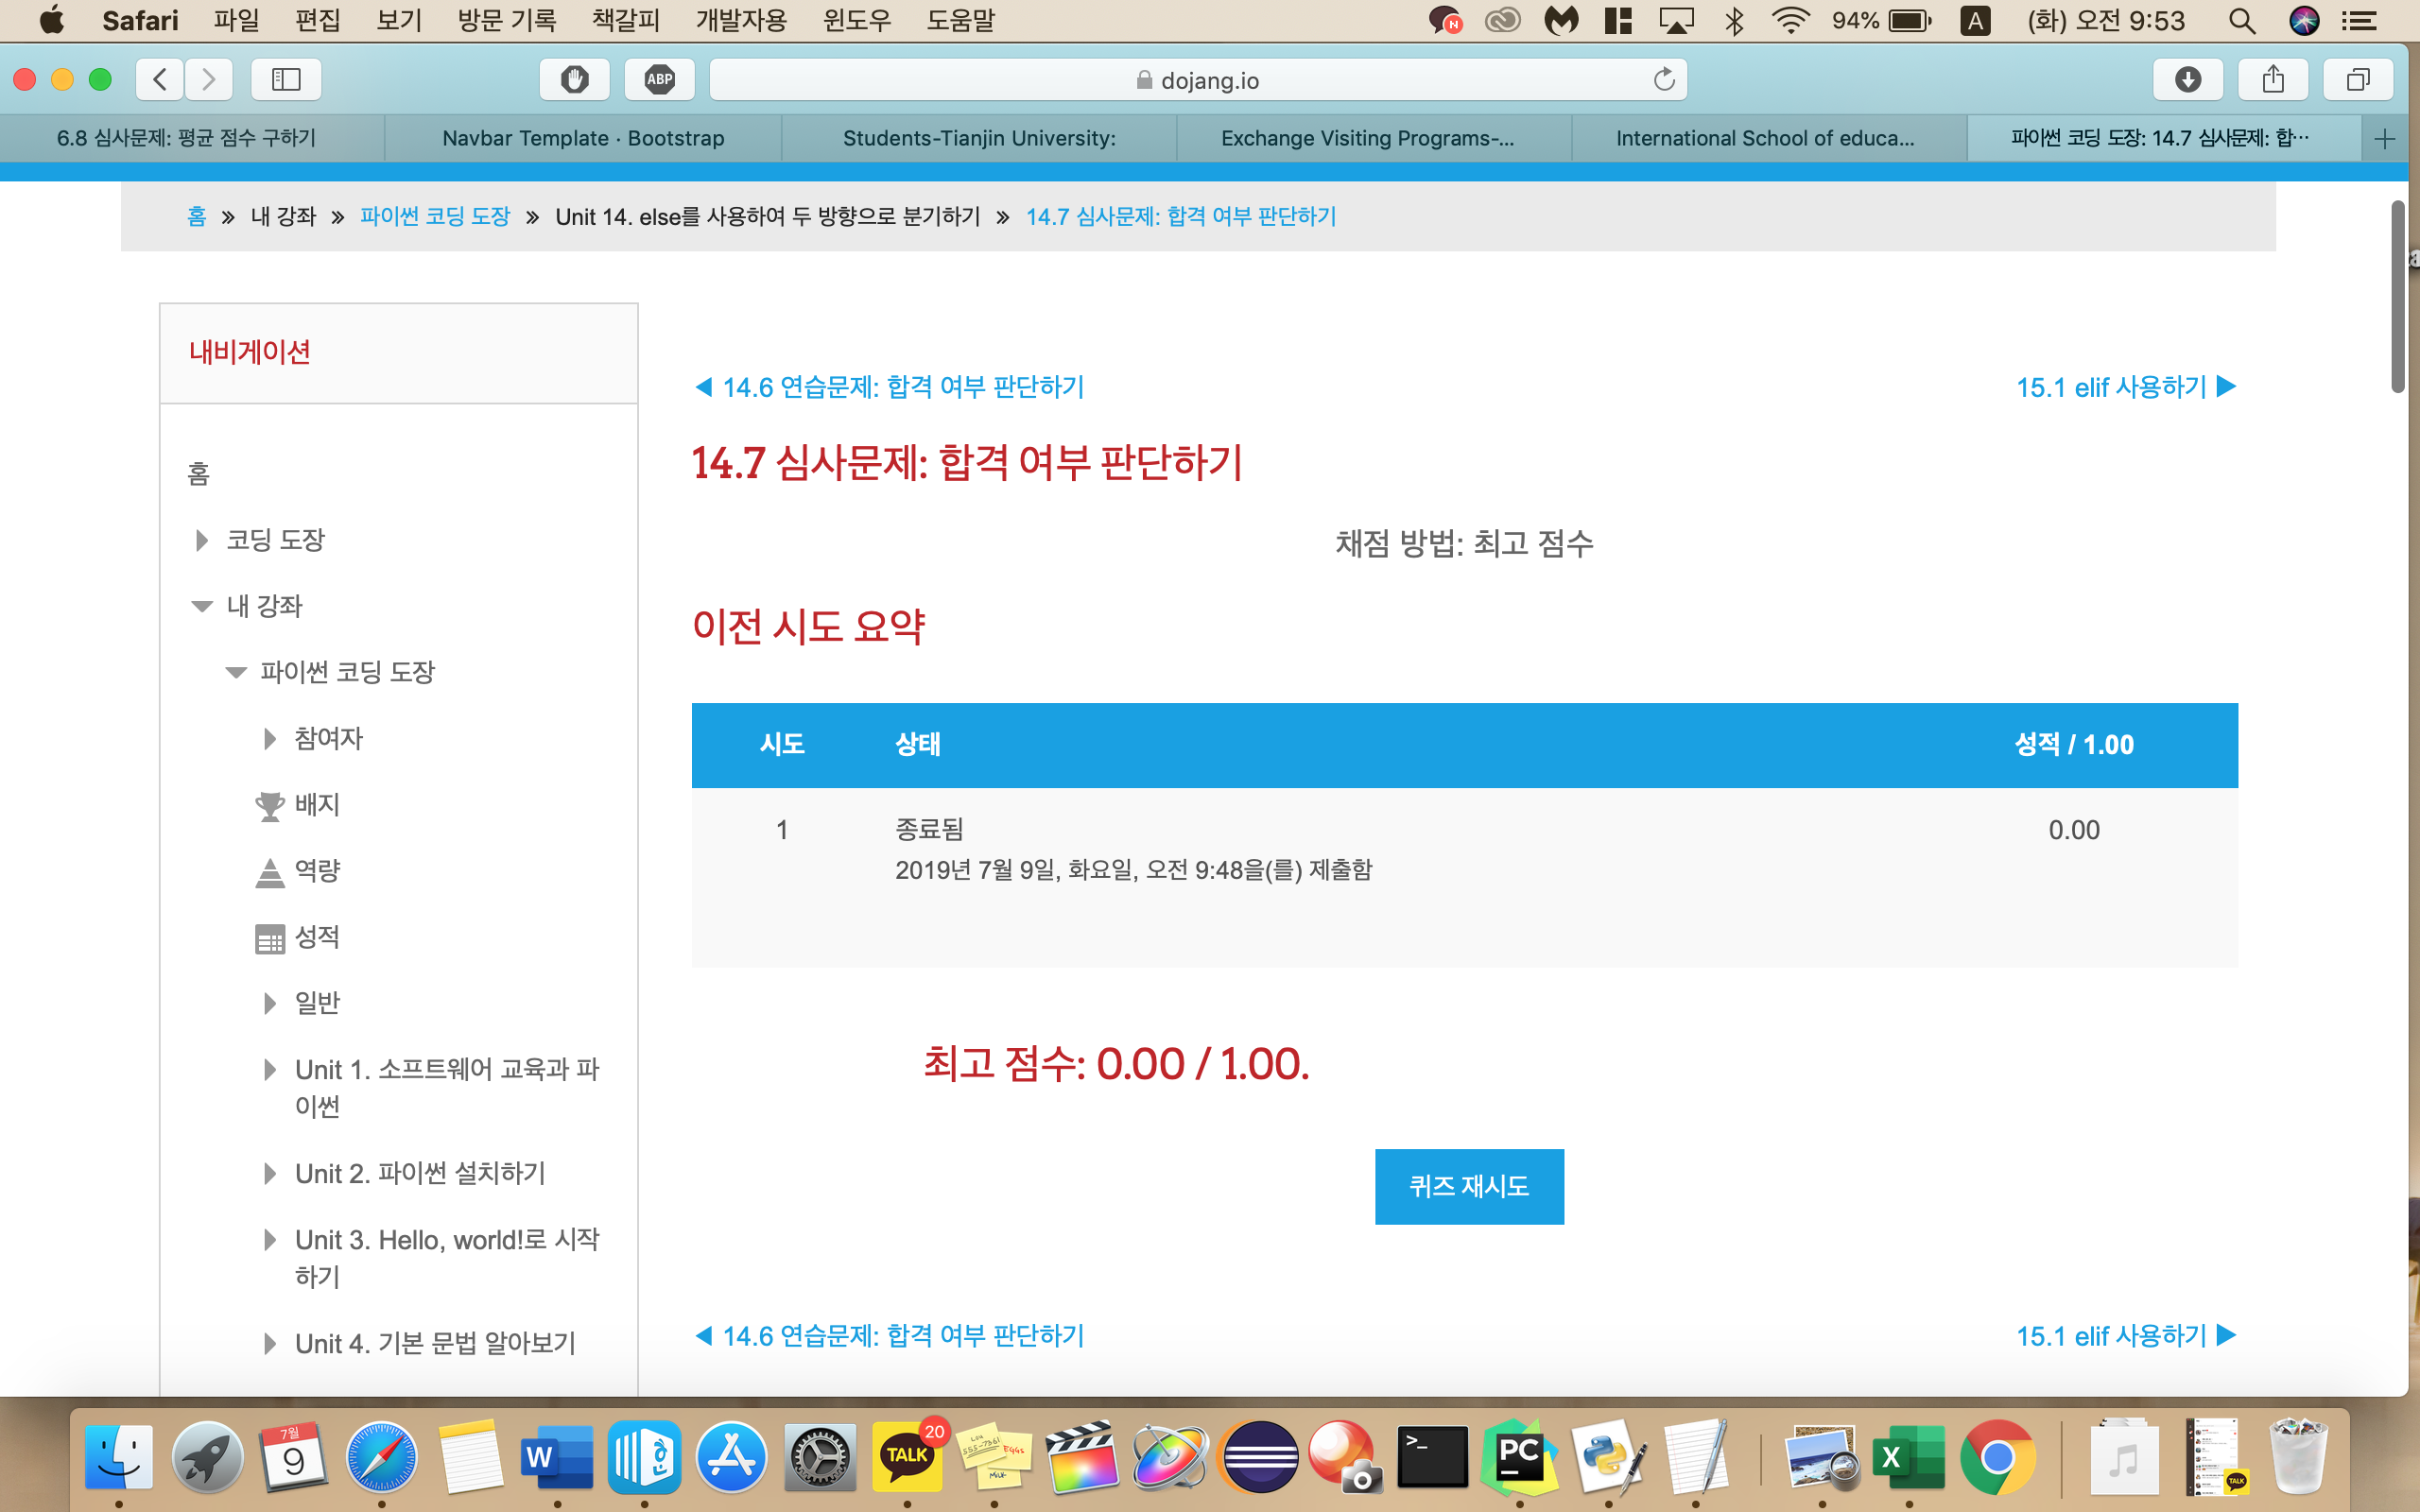 Safari 파일 편집 보기 방문 기록 책갈피 개발자용 윈도우 도움말 94% A (화) 오전 9:53
ABP dojang.io
6.8 심사문제: 평균 점수 구하기 Navbar Template · Bootstrap Students-Tianjin University: Exchange Visiting Programs-... International School of educa... 파이썬 코딩 도장: 14.7 심사문제: 합...
홈 » 내 강좌 » 파이썬 코딩 도장 » Unit 14. else를 사용하여 두 방향으로 분기하기 » 14.7 심사문제: 합격 여부 판단하기
내비게이션
홈
코딩 도장
내 강좌
파이썬 코딩 도장
참여자
배지
역량
성적
일반
Unit 1. 소프트웨어 교육과 파
이썬
Unit 2. 파이썬 설치하기
Unit 3. Hello, world!로 시작
하기
Unit 4. 기본 문법 알아보기
◀ 14.6 연습문제: 합격 여부 판단하기 15.1 elif 사용하기 ▶
14.7 심사문제: 합격 여부 판단하기
채점 방법: 최고 점수
이전 시도 요약
시도 상태 성적 / 1.00
1 종료됨 0.00
2019년 7월 9일, 화요일, 오전 9:48을(를) 제출함
최고 점수: 0.00 / 1.00.
퀴즈 재시도
◀ 14.6 연습문제: 합격 여부 판단하기 15.1 elif 사용하기 ▶
7월
9
W
TALK
20
EGGS
MILK
>_
PC
X
TALK